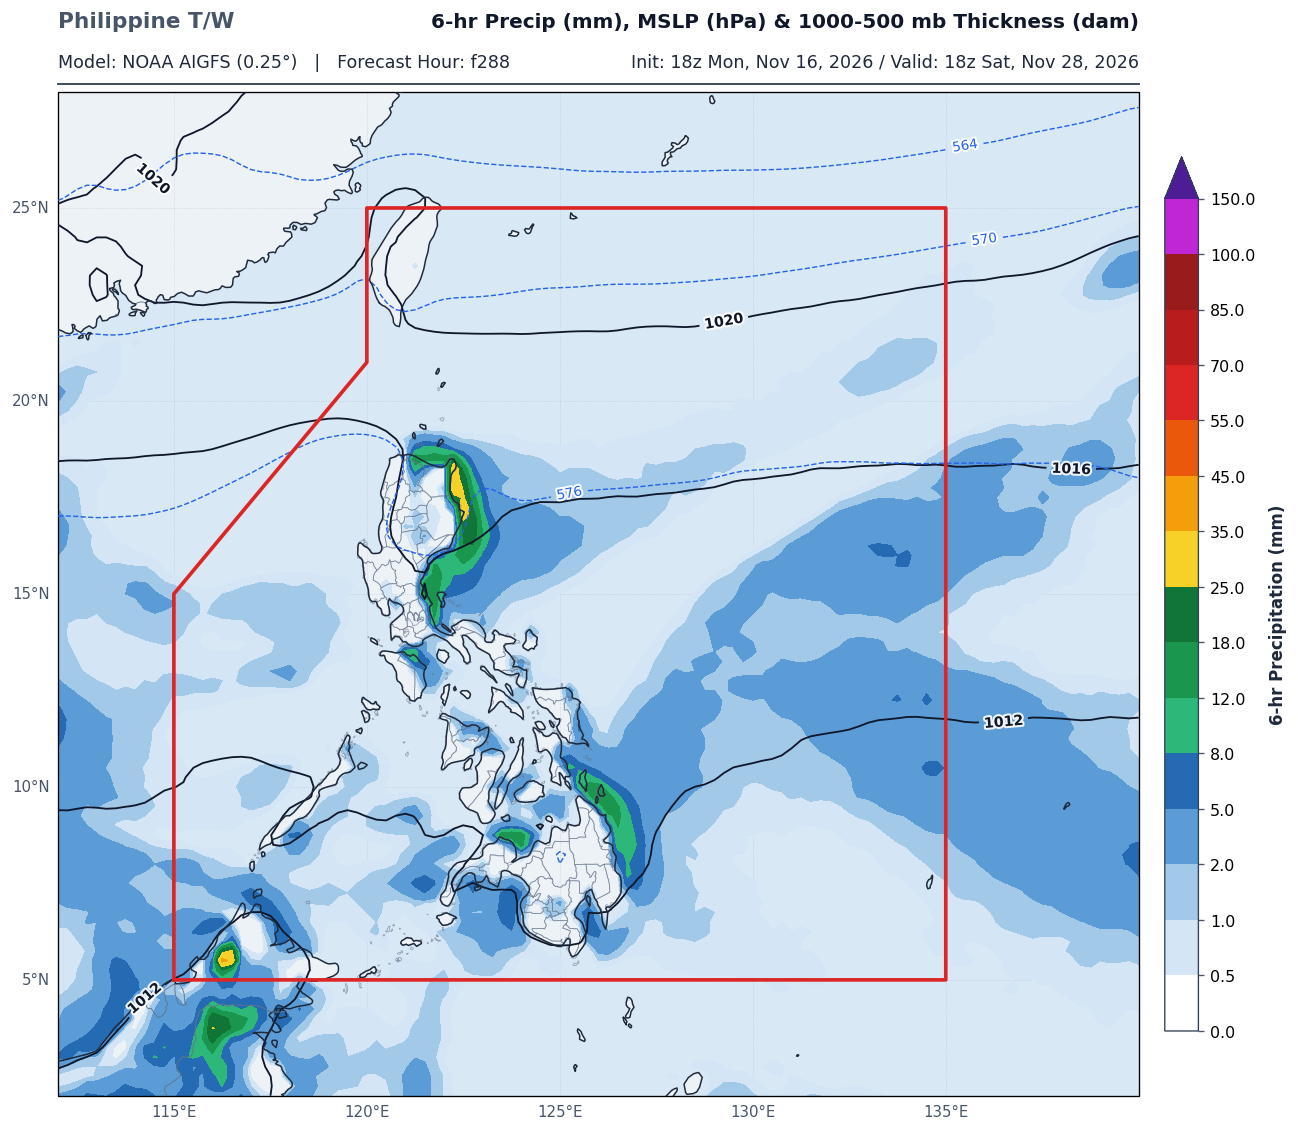 Philippine T/W
6-hr Precip (mm), MSLP (hPa) & 1000-500 mb Thickness (dam)
Model: NOAA AIGFS (0.25°) | Forecast Hour: f288
Init: 18z Mon, Nov 16, 2026 / Valid: 18z Sat, Nov 28, 2026
564
1020
25°N
570
1020
20°N
1016
576
15°N
1012
10°N
1012
5°N
115°E
120°E
125°E
130°E
135°E
150.0
100.0
85.0
70.0
55.0
45.0
35.0
25.0
18.0
12.0
8.0
5.0
2.0
1.0
0.5
0.0
6-hr Precipitation (mm)